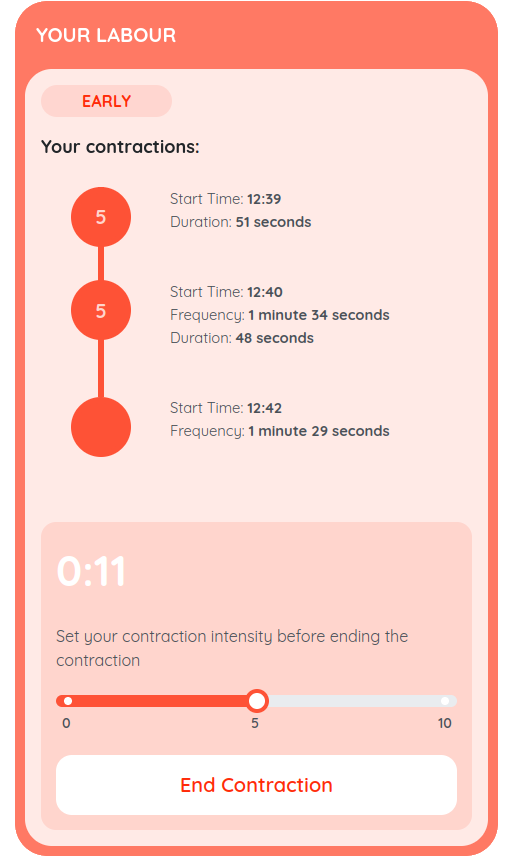 YOUR LABOUR
EARLY
Your contractions:
5
Start Time: 12:39
Duration: 51 seconds
5
Start Time: 12:40
Frequency: 1 minute 34 seconds
Duration: 48 seconds
Start Time: 12:42
Frequency: 1 minute 29 seconds
0:11
Set your contraction intensity before ending the
contraction
0 5 10
End Contraction